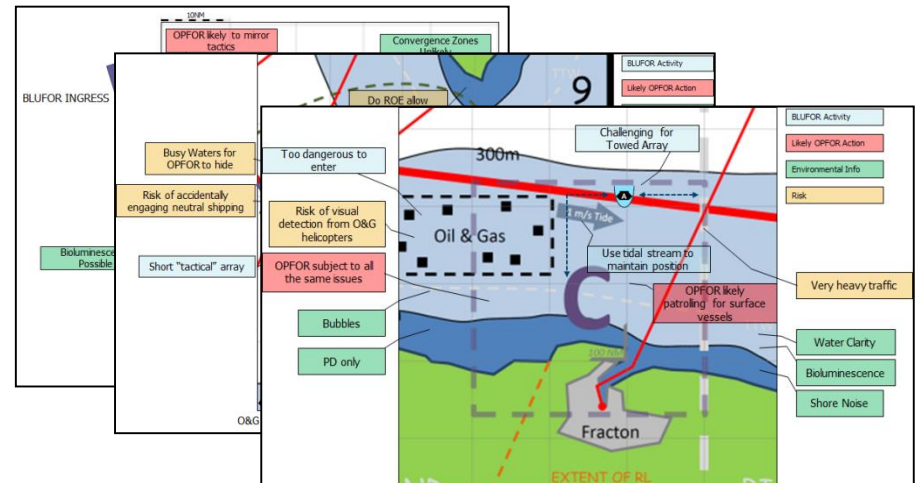 10NM
OPFOR likely to mirror
tactics
Convergence Zones
Unlikely
BLUFOR INGRESS
Bioluminesce
Possible
TTW
9
Do ROE allow
BLUFOR Activity
Likely OPFOR Action
Busy Waters for
OPFOR to hide
Risk of accidentally
engaging neutral shipping
Short "tactical" array
O&G
BLUFOR Activity
Likely OPFOR Action
Environmental Info
Risk
Challenging for
Towed Array
300m
Too dangerous to
enter
A
1 m/s Tide
Risk of visual
detection from O&G
helicopters
Oil & Gas
Use tidal stream to
maintain position
OPFOR subject to all
the same issues
C
OPFOR likely
patroling for surface
vessels
Very heavy traffic
Bubbles
PD only
Water Clarity
Bioluminescence
Shore Noise
100 NM
Fracton
EXTENT OF RL